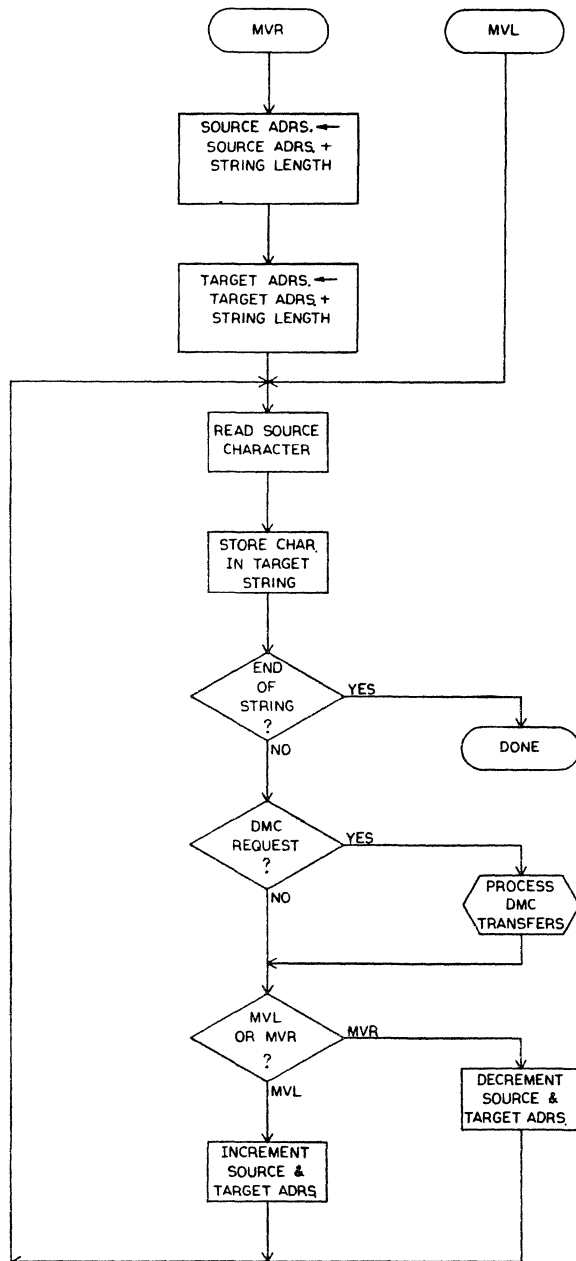 MVR
MVL
SOURCE ADRS. ←
SOURCE ADRS. +
STRING LENGTH
TARGET ADRS. ←
TARGET ADRS. +
STRING LENGTH
READ SOURCE
CHARACTER
STORE CHAR.
IN TARGET
STRING
END
OF
STRING
?
YES
NO
DONE
DMC
REQUEST
?
YES
NO
PROCESS
DMC
TRANSFERS
MVL
OR MVR
?
MVR
MVL
DECREMENT
SOURCE &
TARGET ADRS.
INCREMENT
SOURCE &
TARGET ADRS.